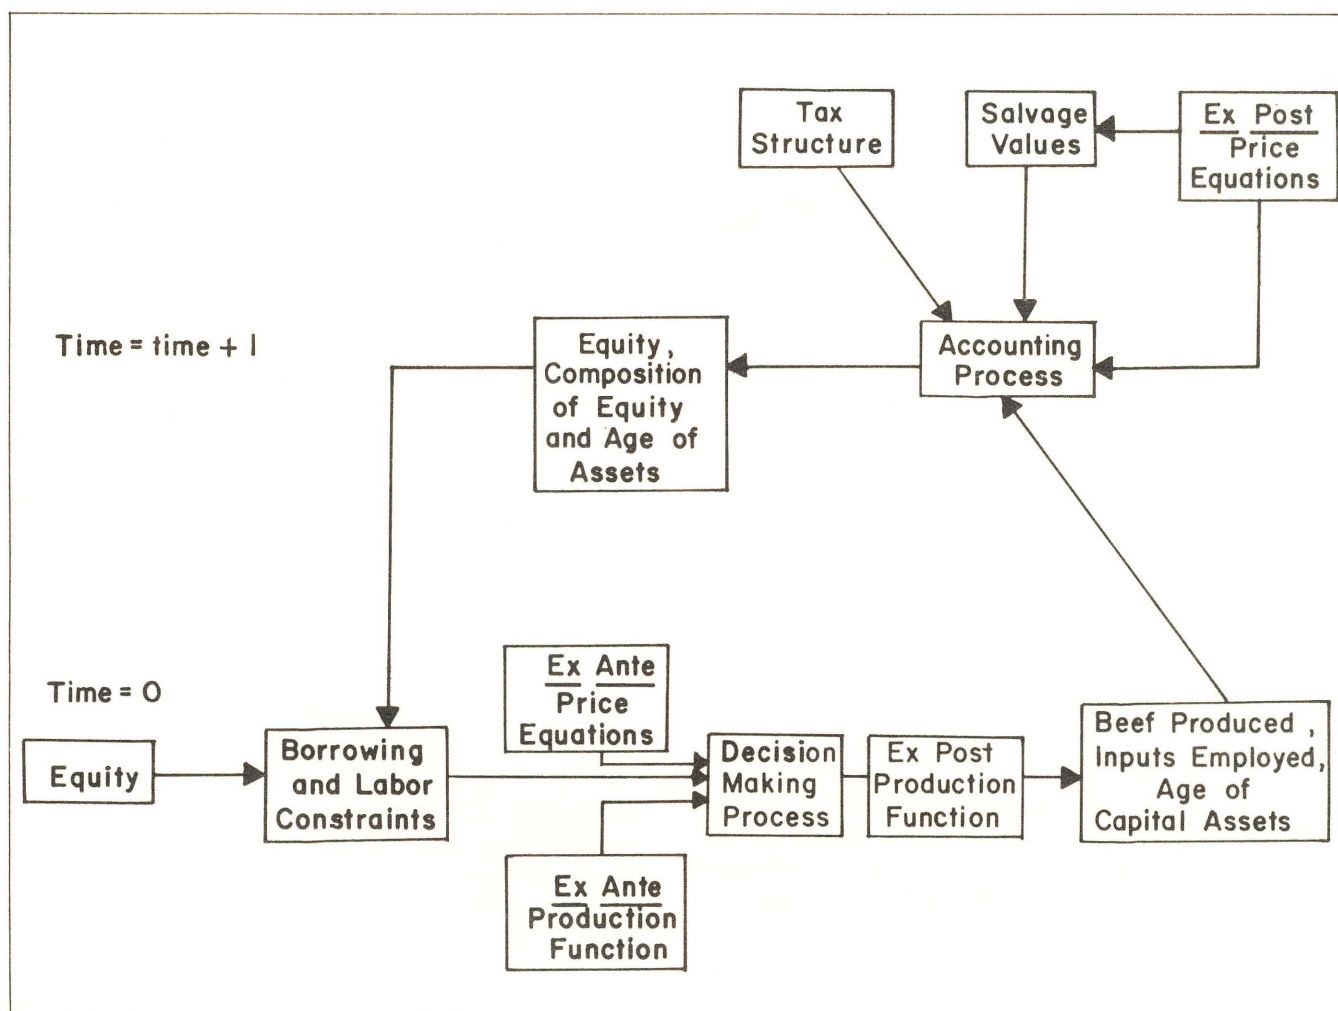 Tax
Structure
Salvage
Values
Ex Post
Price
Equations
Time = time + 1
Equity,
Composition
of Equity
and Age of
Assets
Accounting
Process
Time = 0
Equity
Borrowing
and Labor
Constraints
Ex Ante
Price
Equations
Ex Ante
Production
Function
Decision
Making
Process
Ex Post
Production
Function
Beef Produced,
Inputs Employed,
Age of
Capital Assets